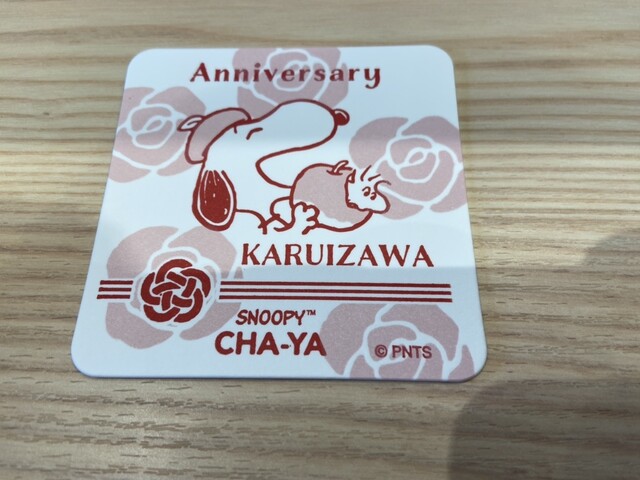 Anniversary
KARUIZAWA
SNOOPY™
CHA-YA
© PNTS